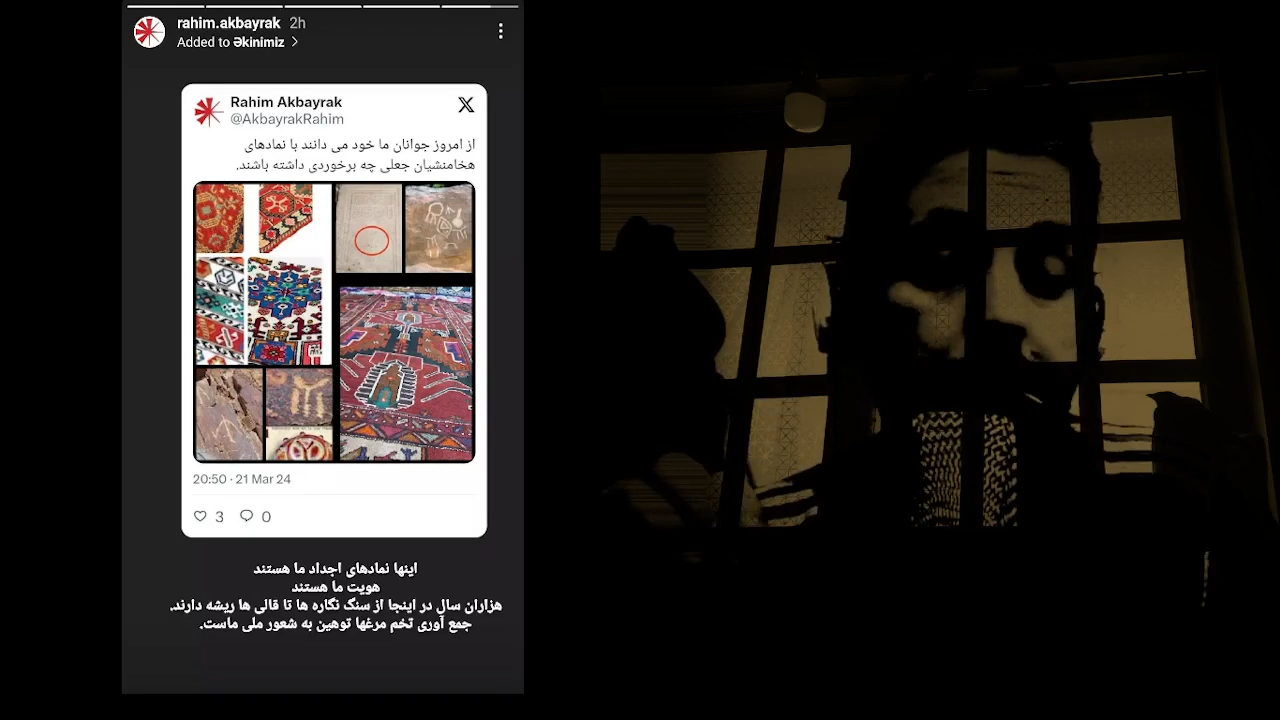 rahim.akbayrak 2h
Added to Əkinimiz >
Rahim Akbayrak
@AkbayrakRahim
از امروز جوانان ما خود می دانند با نمادهای
هخامنشیان جعلی چه برخوردی داشته باشند.
20:50 · 21 Mar 24
3 0
اینها نمادهای اجداد ما هستند
هویت ما هستند
هزاران سال در اینجا از سنگ نگاره ها تا قالی ها ریشه دارند.
جمع آوری تخم مرغها توهین به شعور ملی ماست.